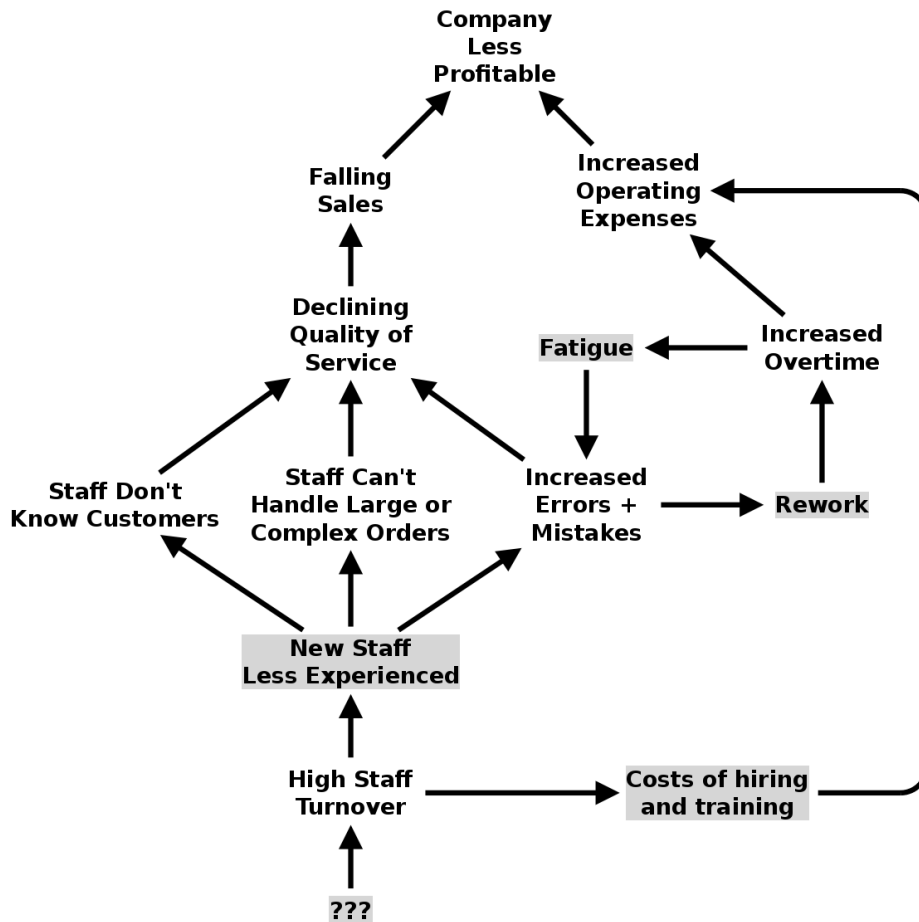 Company
Less
Profitable
Falling
Sales
Increased
Operating
Expenses
Declining
Quality of
Service
Fatigue
Increased
Overtime
Staff Don't
Know Customers
Staff Can't
Handle Large or
Complex Orders
Increased
Errors +
Mistakes
Rework
New Staff
Less Experienced
High Staff
Turnover
Costs of hiring
and training
???